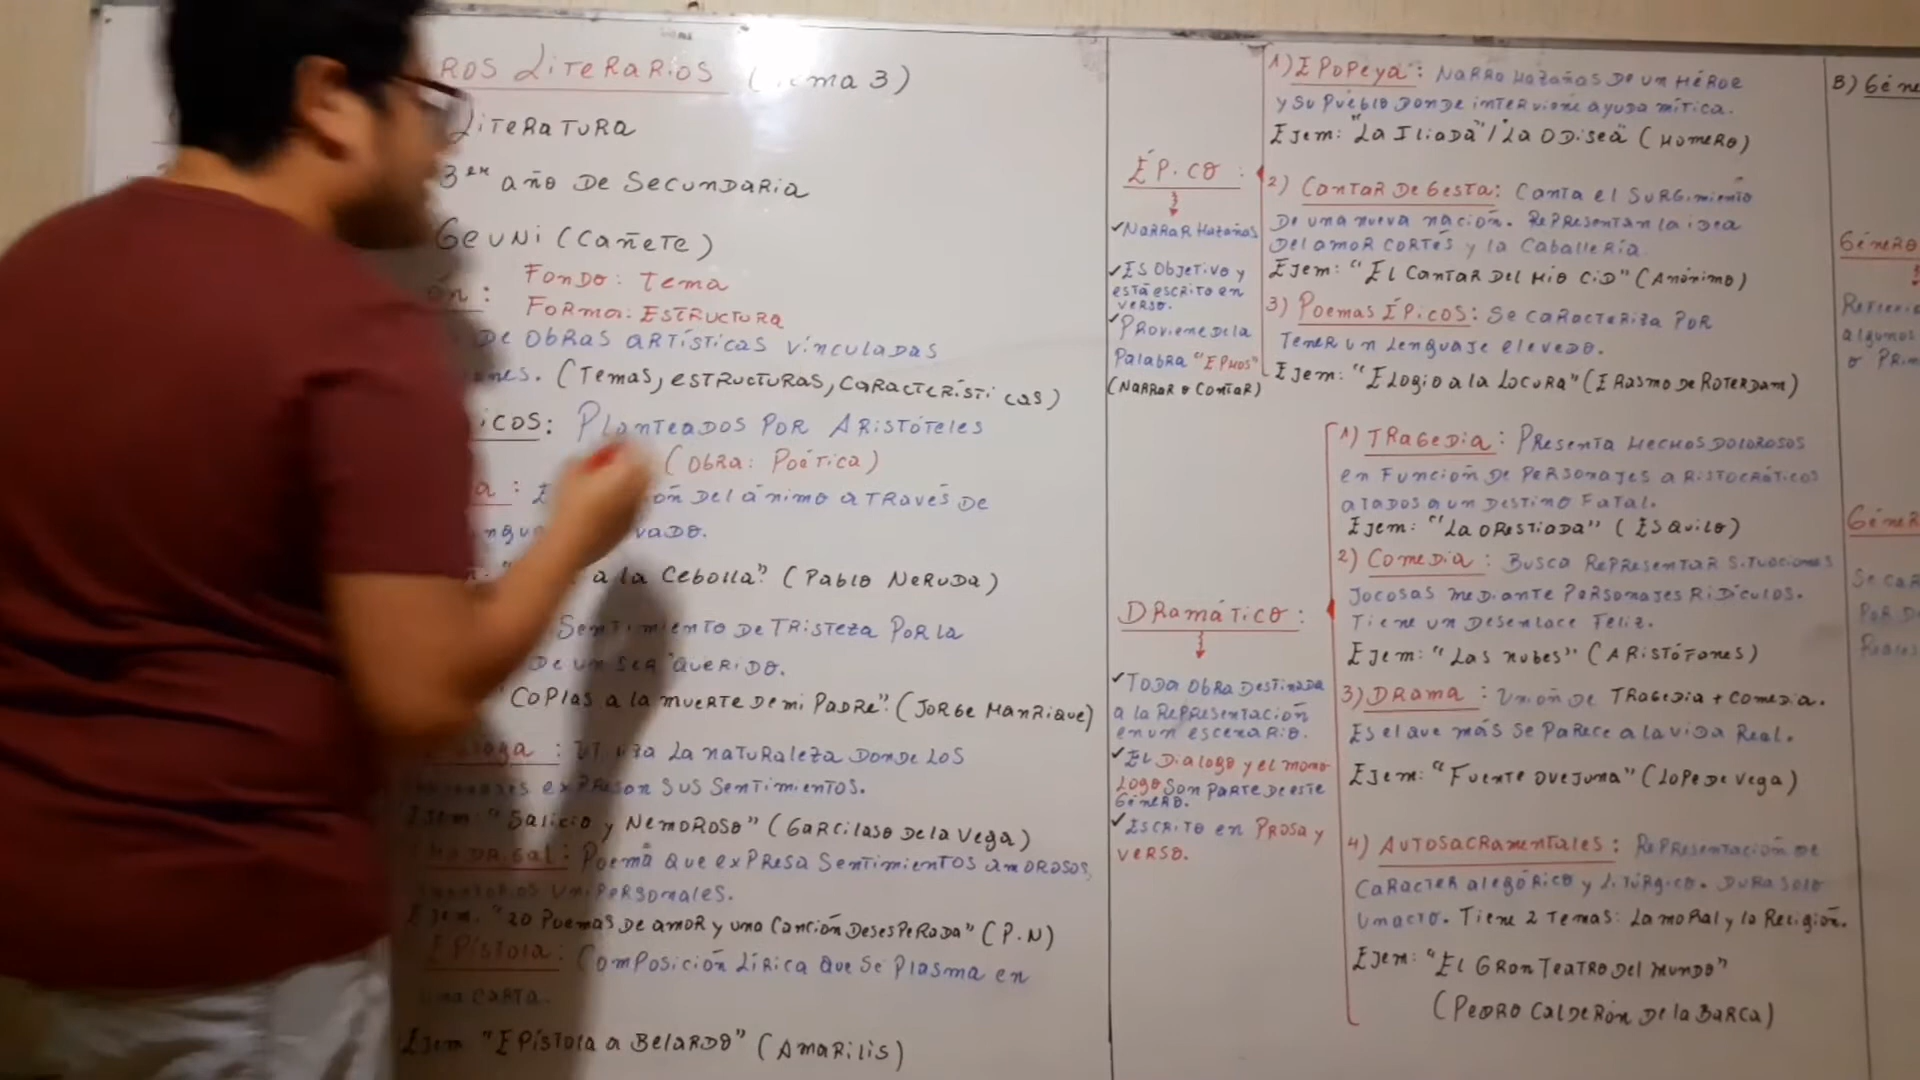 ROS LITERARIOS (Tema 3)
LITERATURA
3er año DE SECUNDARIA
GEUNI (CAÑETE)
FONDO: TEMA
FORMA: ESTRUCTURA
DE OBRAS ARTÍSTICAS VINCULADAS
(TEMAS, ESTRUCTURAS, CARACTERÍSTICAS)
ICOS: PLANTEADOS POR ARISTÓTELES
(OBRA: POÉTICA)
DEL ÁNIMO A TRAVÉS DE
VADO.
A LA CEBOLLA" (PABLO NERUDA)
SENTIMIENTO DE TRISTEZA POR LA
DE UN SER QUERIDO.
"COPLAS A LA MUERTE DE MI PADRE" (JORGE MANRIQUE)
LA NATURALEZA DONDE LOS
EXPRESAN SUS SENTIMIENTOS.
EJEM: "SALICIO Y NEMOROSO" (GARCILASO DE LA VEGA)
MADRIGAL: POEMA QUE EXPRESA SENTIMIENTOS AMOROSOS,
UNIPERSONALES.
EJEM: "20 POEMAS DE AMOR Y UNA CANCIÓN DESESPERADA" (P.N)
EPÍSTOLA: COMPOSICIÓN LÍRICA QUE SE PLASMA EN
UNA CARTA.
EJEM "EPÍSTOLA A BELARDO" (AMARILIS)
ÉPICO:
✓NARRAR HAZAÑAS
✓ES OBJETIVO Y
ESTÁ ESCRITO EN
VERSO.
✓PROVIENE DE LA
PALABRA "EPHOS"
(NARRAR O CONTAR)
1) EPOPEYA: NARRA HAZAÑAS DE UN HÉROE
Y SU PUEBLO DONDE INTERVIENE AYUDA MÍTICA.
EJEM: "LA ILIADA" / "LA ODISEA" (HOMERO)
2) CANTAR DE GESTA: CANTA EL SURGIMIENTO
DE UNA NUEVA NACIÓN. REPRESENTAN LA IDEA
DEL AMOR CORTÉS Y LA CABALLERÍA
EJEM: "EL CANTAR DEL MIO CID" (ANÓNIMO)
3) POEMAS ÉPICOS: SE CARACTERIZA POR
TENER UN LENGUAJE ELEVADO.
EJEM: "ELOGIO A LA LOCURA" (ERASMO DE ROTERDAM)
DRAMÁTICO:
✓TODA OBRA DESTINADA
A LA REPRESENTACIÓN
EN UN ESCENARIO.
✓EL DIALOGO Y EL MONO
LOGO SON PARTE DE ESTE
GÉNERO.
✓ESCRITO EN PROSA Y
VERSO.
1) TRAGEDIA: PRESENTA HECHOS DOLOROSOS
EN FUNCIÓN DE PERSONAJES ARISTOCRÁTICOS
ATADOS A UN DESTINO FATAL.
EJEM: "LA ORESTIADA" (ESQUILO)
2) COMEDIA: BUSCA REPRESENTAR SITUACIONES
JOCOSAS MEDIANTE PERSONAJES RIDÍCULOS.
TIENE UN DESENLACE FELIZ.
EJEM: "LAS NUBES" (ARISTÓFANES)
3) DRAMA: UNIÓN DE TRAGEDIA + COMEDIA.
ES EL QUE MÁS SE PARECE A LA VIDA REAL.
EJEM: "FUENTE OVEJUNA" (LOPE DE VEGA)
4) AUTOSACRAMENTALES: REPRESENTACIÓN DE
CARÁCTER ALEGÓRICO Y LITÚRGICO. DURA SOLO
UN ACTO. TIENE 2 TEMAS: LA MORAL Y LA RELIGIÓN.
EJEM: "EL GRAN TEATRO DEL MUNDO"
(PEDRO CALDERÓN DE LA BARCA)
B) GÉNE
GÉNERO
ALGUNOS
O PRIM
GÉNER
SE CAR
POR D